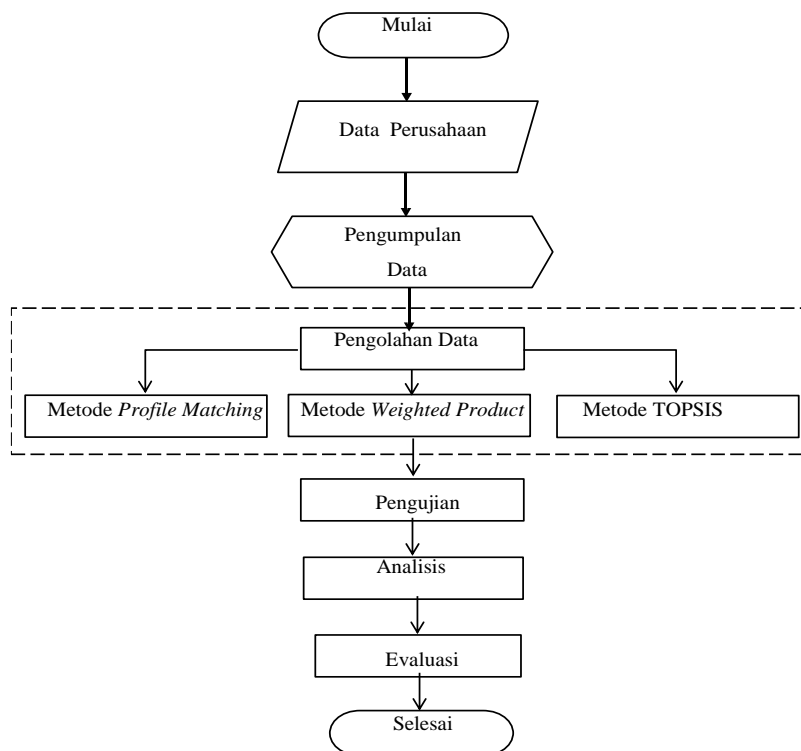 Mulai
Data Perusahaan
Pengumpulan
Data
Pengolahan Data
Metode Profile Matching
Metode Weighted Product
Metode TOPSIS
Pengujian
Analisis
Evaluasi
Selesai